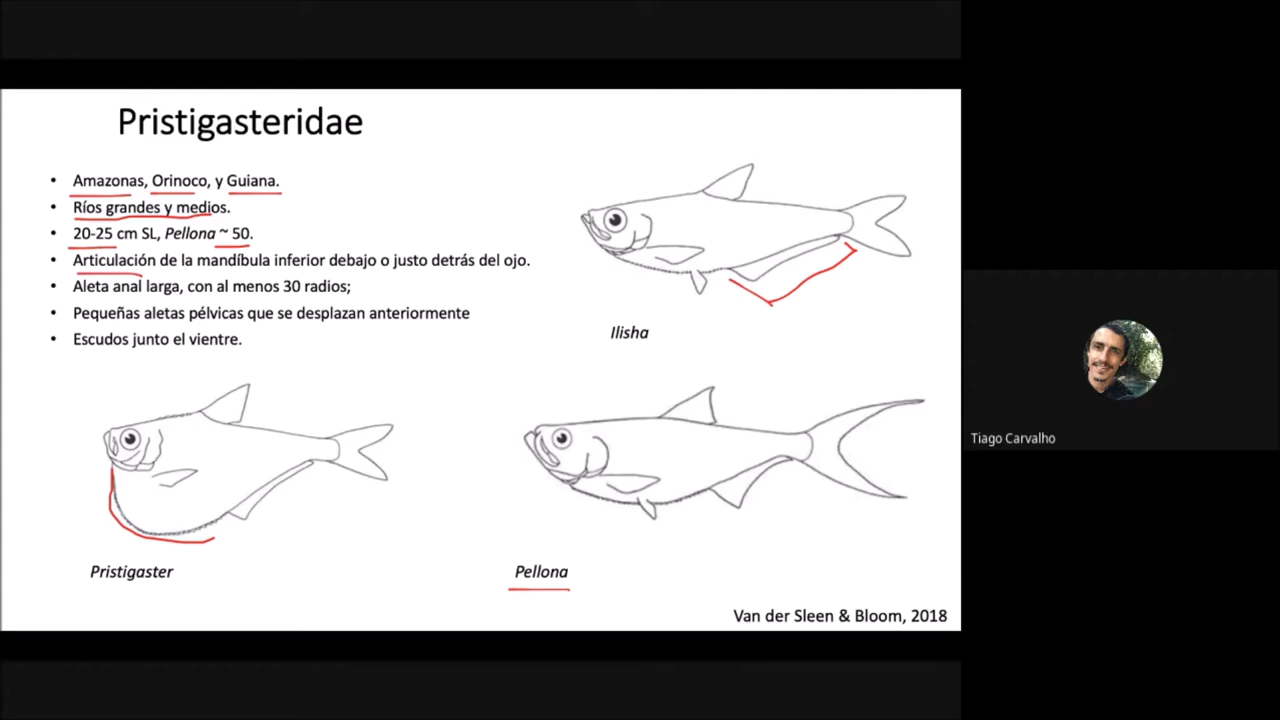 Pristigasteridae
• Amazonas, Orinoco, y Guiana.
• Ríos grandes y medios.
• 20-25 cm SL, Pellona ~ 50.
• Articulación de la mandíbula inferior debajo o justo detrás del ojo.
• Aleta anal larga, con al menos 30 radios;
• Pequeñas aletas pélvicas que se desplazan anteriormente
• Escudos junto el vientre.
Ilisha
Pristigaster
Pellona
Van der Sleen & Bloom, 2018
Tiago Carvalho